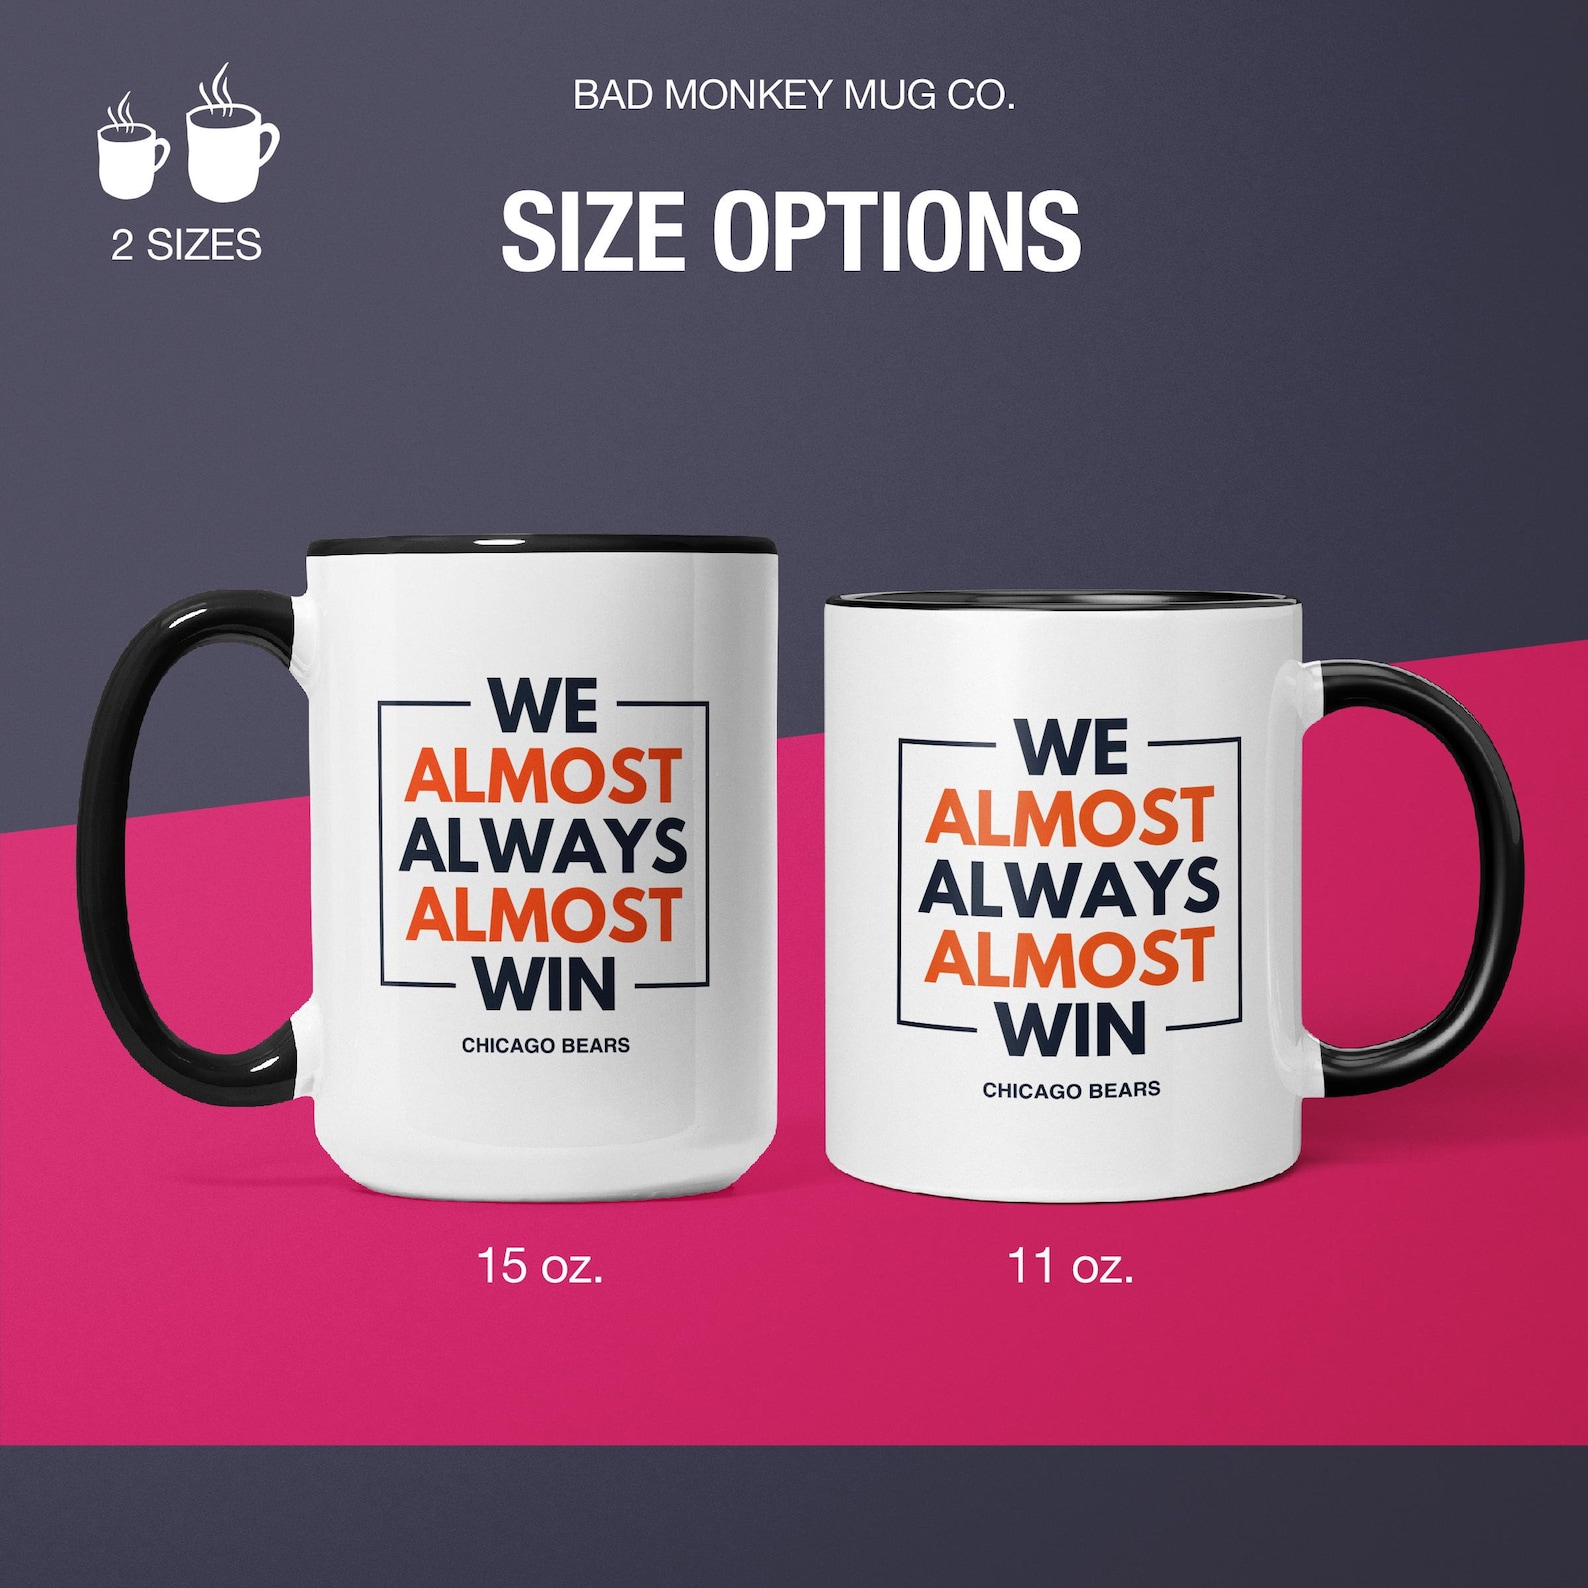 BAD MONKEY MUG CO.
SIZE OPTIONS
2 SIZES
WE
ALMOST
ALWAYS
ALMOST
WIN
CHICAGO BEARS
WE
ALMOST
ALWAYS
ALMOST
WIN
CHICAGO BEARS
15 oz.
11 oz.